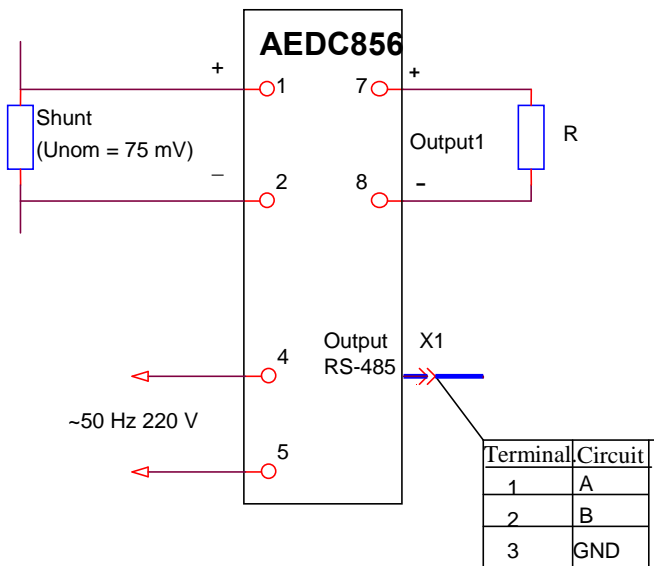 AEDC856
+
1
7
+
Shunt
(Unom = 75 mV)
Output1
R
–
2
8
-
Output
RS-485
X1
4
~50 Hz 220 V
5
Terminal. Circuit
1 A
2 B
3 GND